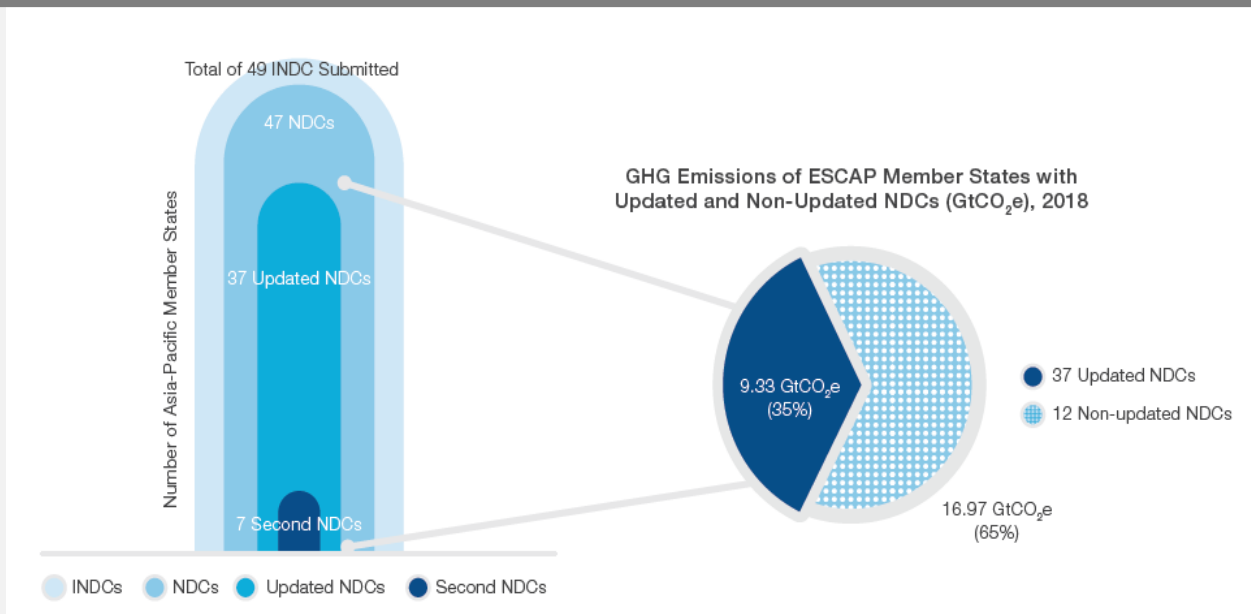 Total of 49 INDC Submitted
47 NDCs
37 Updated NDCs
7 Second NDCs
Number of Asia-Pacific Member States
INDCs
NDCs
Updated NDCs
Second NDCs
GHG Emissions of ESCAP Member States with
Updated and Non-Updated NDCs (GtCO₂e), 2018
9.33 GtCO₂e
(35%)
16.97 GtCO₂e
(65%)
37 Updated NDCs
12 Non-updated NDCs